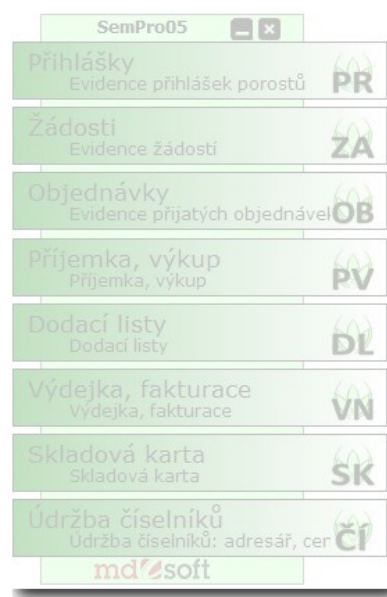 SemPro05
Přihlášky
Evidence přihlášek porostů
PR
Žádosti
Evidence žádostí
ZA
Objednávky
Evidence přijatých objednávek
OB
Příjemka, výkup
Příjemka, výkup
PV
Dodací listy
Dodací listy
DL
Výdejka, fakturace
Výdejka, fakturace
VN
Skladová karta
Skladová karta
SK
Údržba číselníků
Údržba číselníků: adresář, cen
ČÍ
md soft